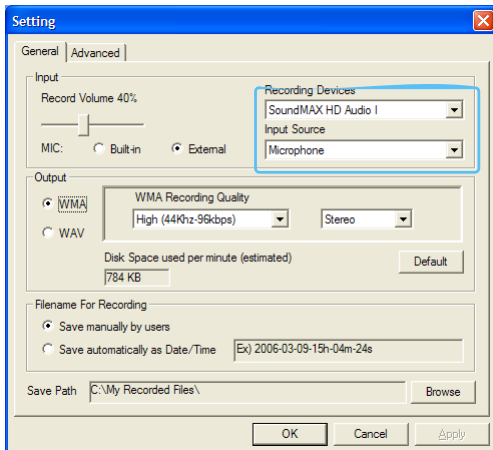 Setting
General Advanced
Input
Record Volume 40%
MIC: Built-in External
Recording Devices
SoundMAX HD Audio I
Input Source
Microphone
Output
WMA
WAV
WMA Recording Quality
High (44Khz-96kbps) Stereo
Disk Space used per minute (estimated)
784 KB
Default
Filename For Recording
Save manually by users
Save automatically as Date/Time Ex) 2006-03-09-15h-04m-24s
Save Path C:\My Recorded Files\ Browse
OK Cancel Apply